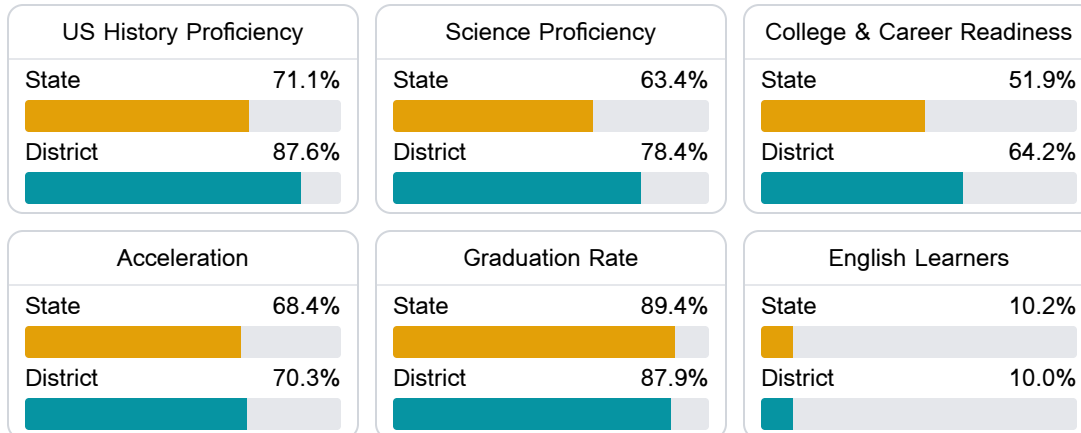 US History Proficiency
State 71.1%
District 87.6%
Science Proficiency
State 63.4%
District 78.4%
College & Career Readiness
State 51.9%
District 64.2%
Acceleration
State 68.4%
District 70.3%
Graduation Rate
State 89.4%
District 87.9%
English Learners
State 10.2%
District 10.0%